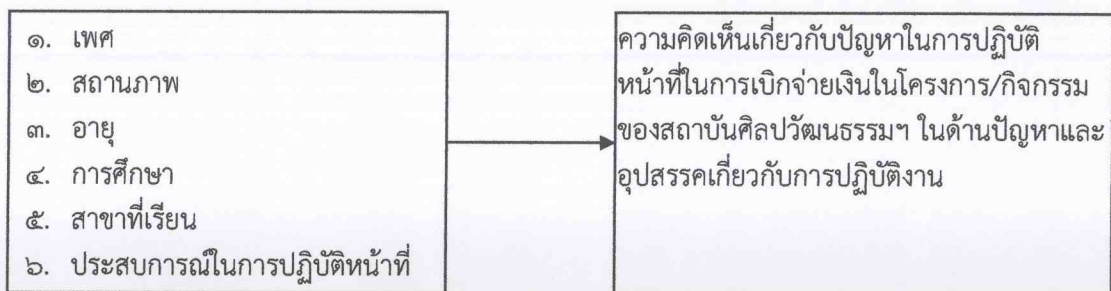 ๑. เพศ
๒. สถานภาพ
๓. อายุ
๔. การศึกษา
๕. สาขาที่เรียน
๖. ประสบการณ์ในการปฏิบัติหน้าที่
ความคิดเห็นเกี่ยวกับปัญหาในการปฏิบัติ
หน้าที่ในการเบิกจ่ายเงินในโครงการ/กิจกรรม
ของสถาบันศิลปวัฒนธรรมฯ ในด้านปัญหาและ
อุปสรรคเกี่ยวกับการปฏิบัติงาน